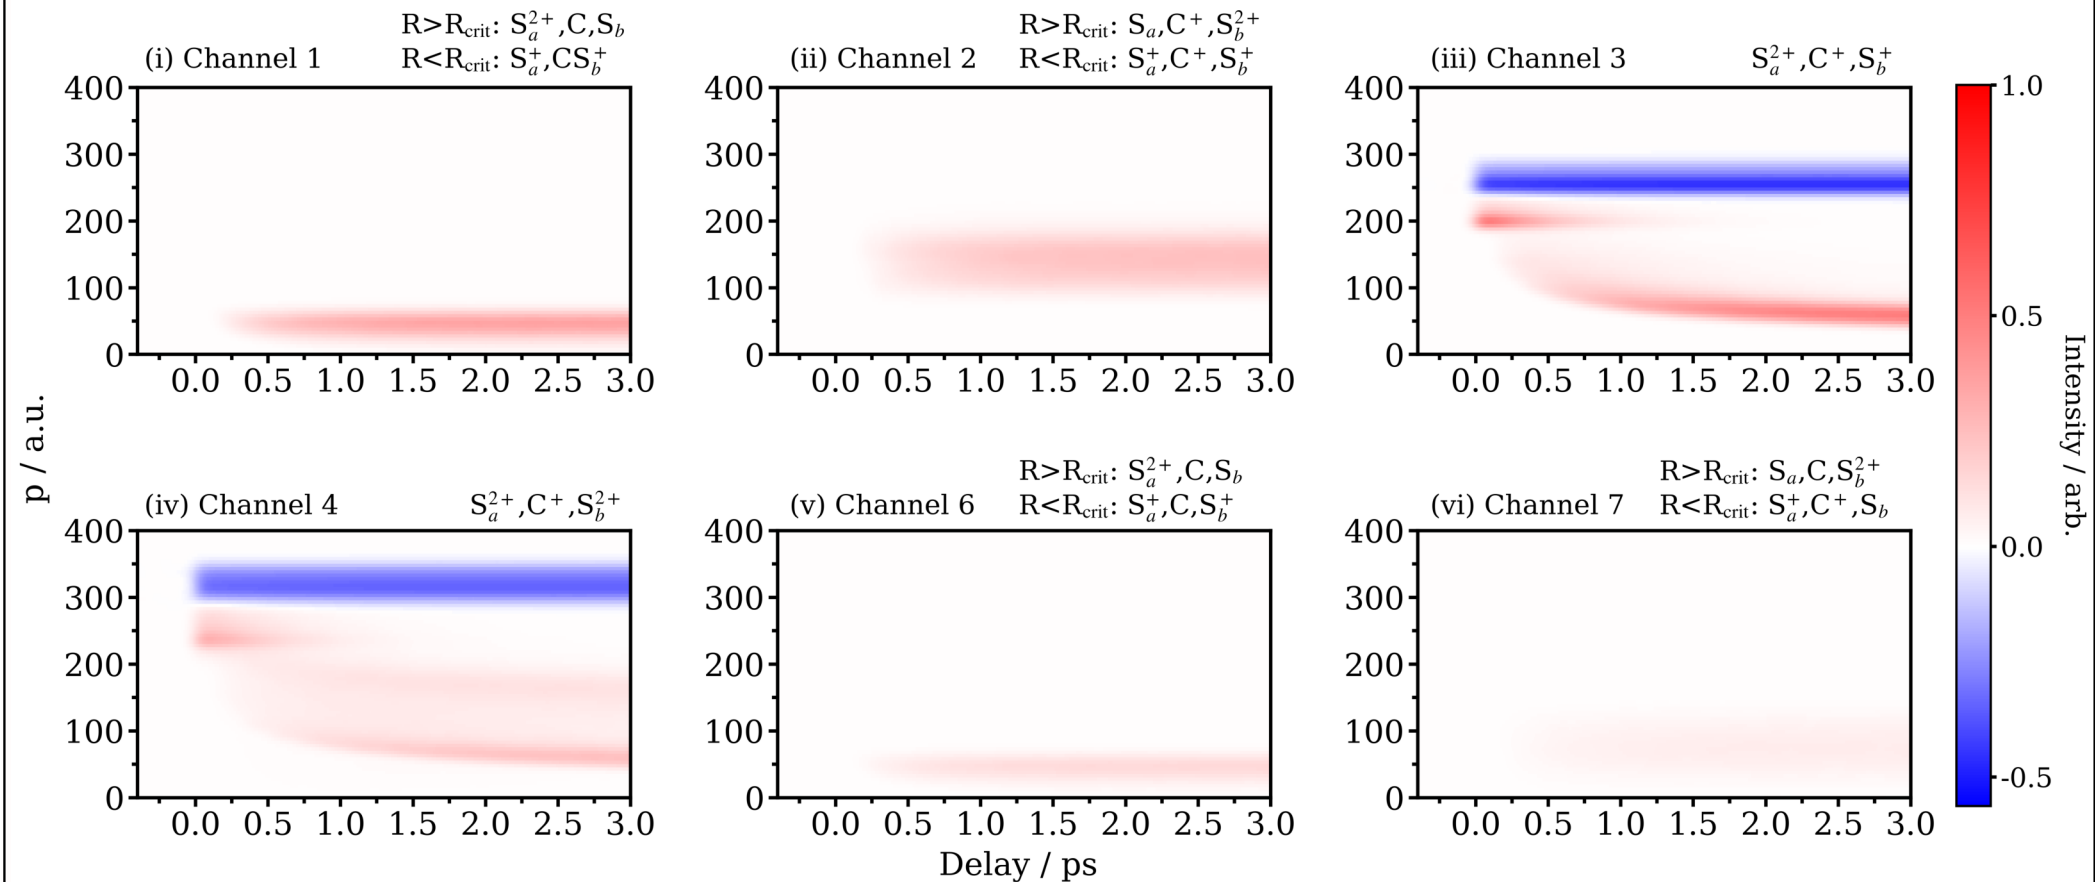 R>R_crit: S_a^2+,C,S_b
(i) Channel 1 R<R_crit: S_a^+,CS_b^+
R>R_crit: S_a,C^+,S_b^2+
(ii) Channel 2 R<R_crit: S_a^+,C^+,S_b^+
(iii) Channel 3 S_a^2+,C^+,S_b^+
400 400 400 1.0
300 300 300
200 200 200
100 100 100
0 0 0
0.5
0.0 0.5 1.0 1.5 2.0 2.5 3.0
0.0 0.5 1.0 1.5 2.0 2.5 3.0
0.0 0.5 1.0 1.5 2.0 2.5 3.0
p / a.u.
Intensity / arb.
(iv) Channel 4 S_a^2+,C^+,S_b^2+
R>R_crit: S_a^2+,C,S_b
(v) Channel 6 R<R_crit: S_a^+,C,S_b^+
R>R_crit: S_a,C,S_b^2+
(vi) Channel 7 R<R_crit: S_a^+,C^+,S_b
400 400 400
0.0
300 300 300
200 200 200
100 100 100
-0.5
0 0 0
0.0 0.5 1.0 1.5 2.0 2.5 3.0
0.0 0.5 1.0 1.5 2.0 2.5 3.0
0.0 0.5 1.0 1.5 2.0 2.5 3.0
Delay / ps